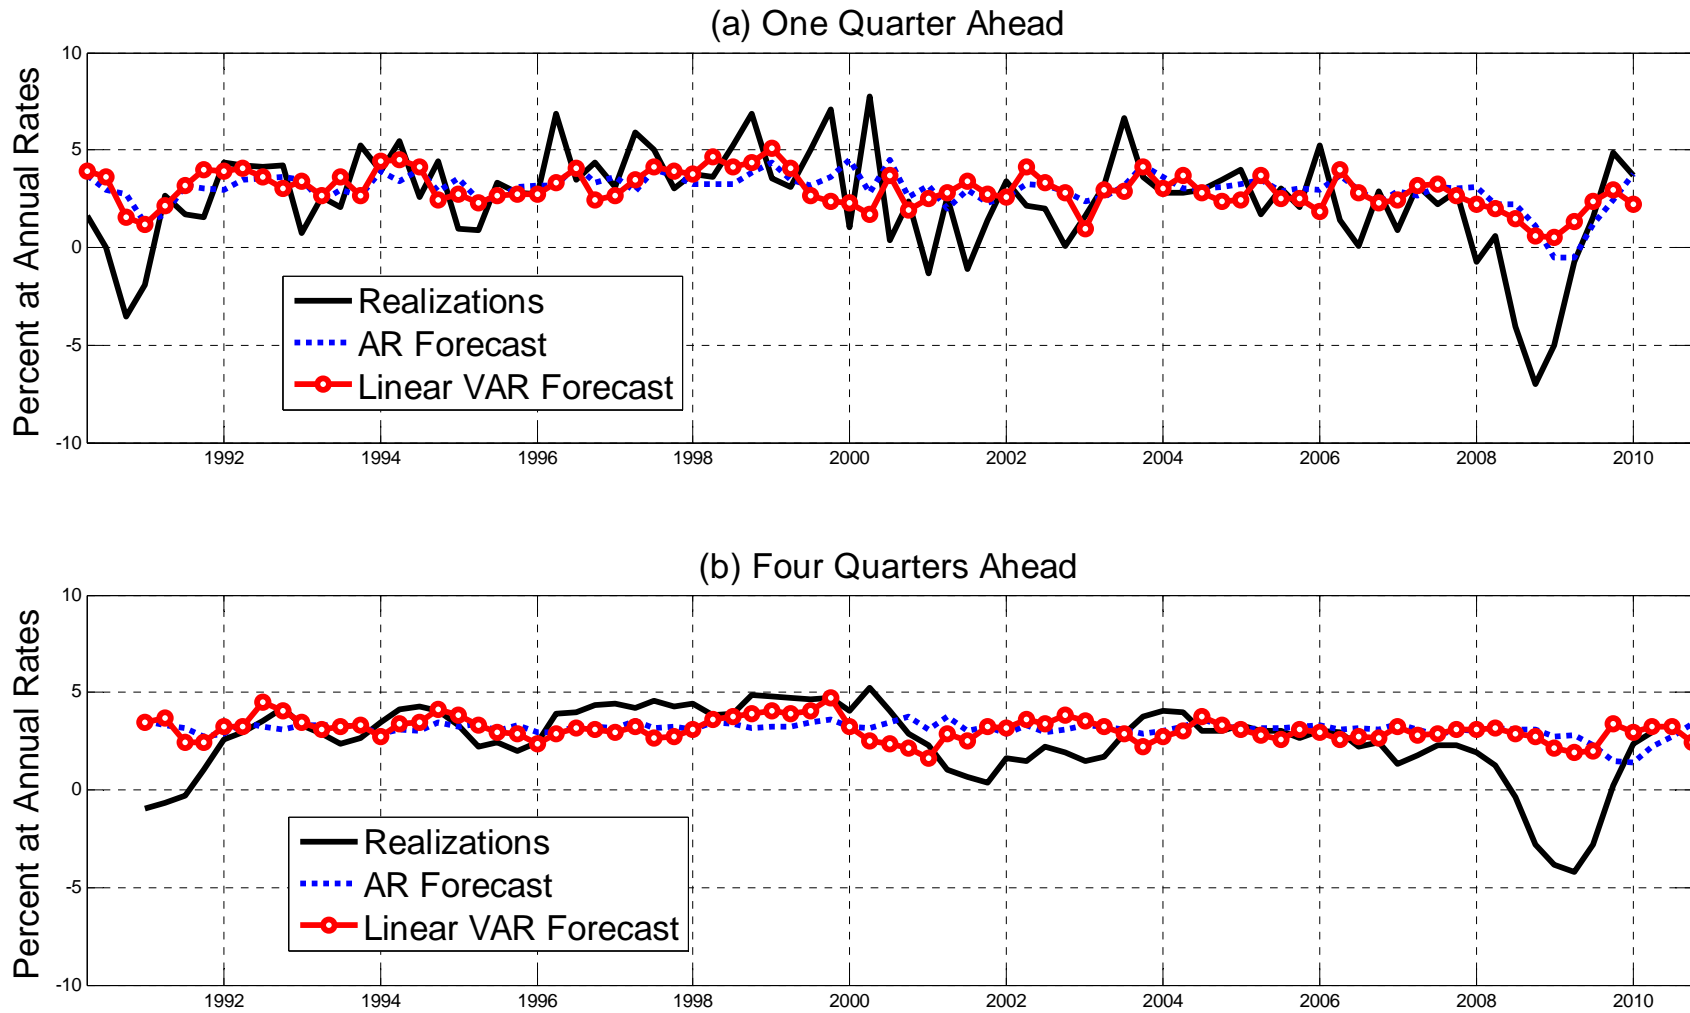 (a) One Quarter Ahead
Percent at Annual Rates
10
5
0
-5
-10
Realizations
AR Forecast
Linear VAR Forecast
1992 1994 1996 1998 2000 2002 2004 2006 2008 2010
(b) Four Quarters Ahead
Percent at Annual Rates
10
5
0
-5
-10
Realizations
AR Forecast
Linear VAR Forecast
1992 1994 1996 1998 2000 2002 2004 2006 2008 2010